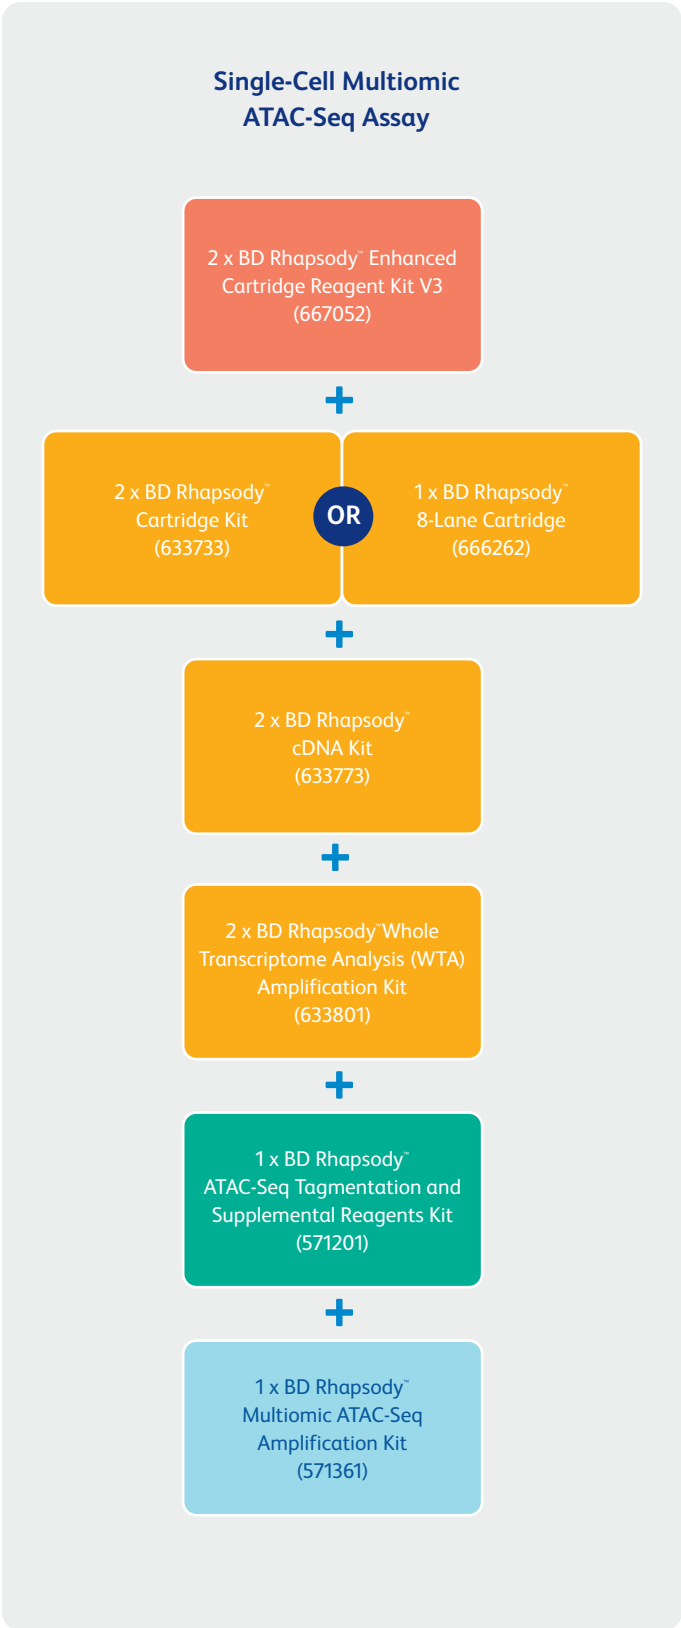 Single-Cell Multiomic
ATAC-Seq Assay
2 x BD Rhapsody™ Enhanced
Cartridge Reagent Kit V3
(667052)
+
2 x BD Rhapsody™
Cartridge Kit
(633733)
OR
1 x BD Rhapsody™
8-Lane Cartridge
(666262)
+
2 x BD Rhapsody™
cDNA Kit
(633773)
+
2 x BD Rhapsody™Whole
Transcriptome Analysis (WTA)
Amplification Kit
(633801)
+
1 x BD Rhapsody™
ATAC-Seq Tagmentation and
Supplemental Reagents Kit
(571201)
+
1 x BD Rhapsody™
Multiomic ATAC-Seq
Amplification Kit
(571361)